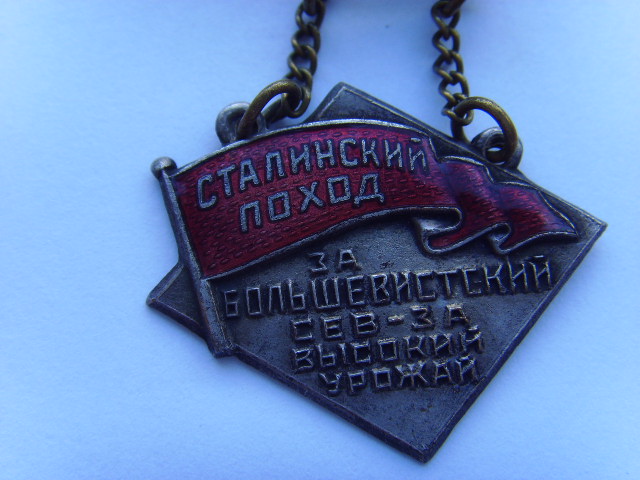 СТАЛИНСКИЙ
ПОХОД
ЗА
БОЛЬШЕВИСТСКИЙ
СЕВ-ЗА
ВЫСОКИЙ
УРОЖАЙ